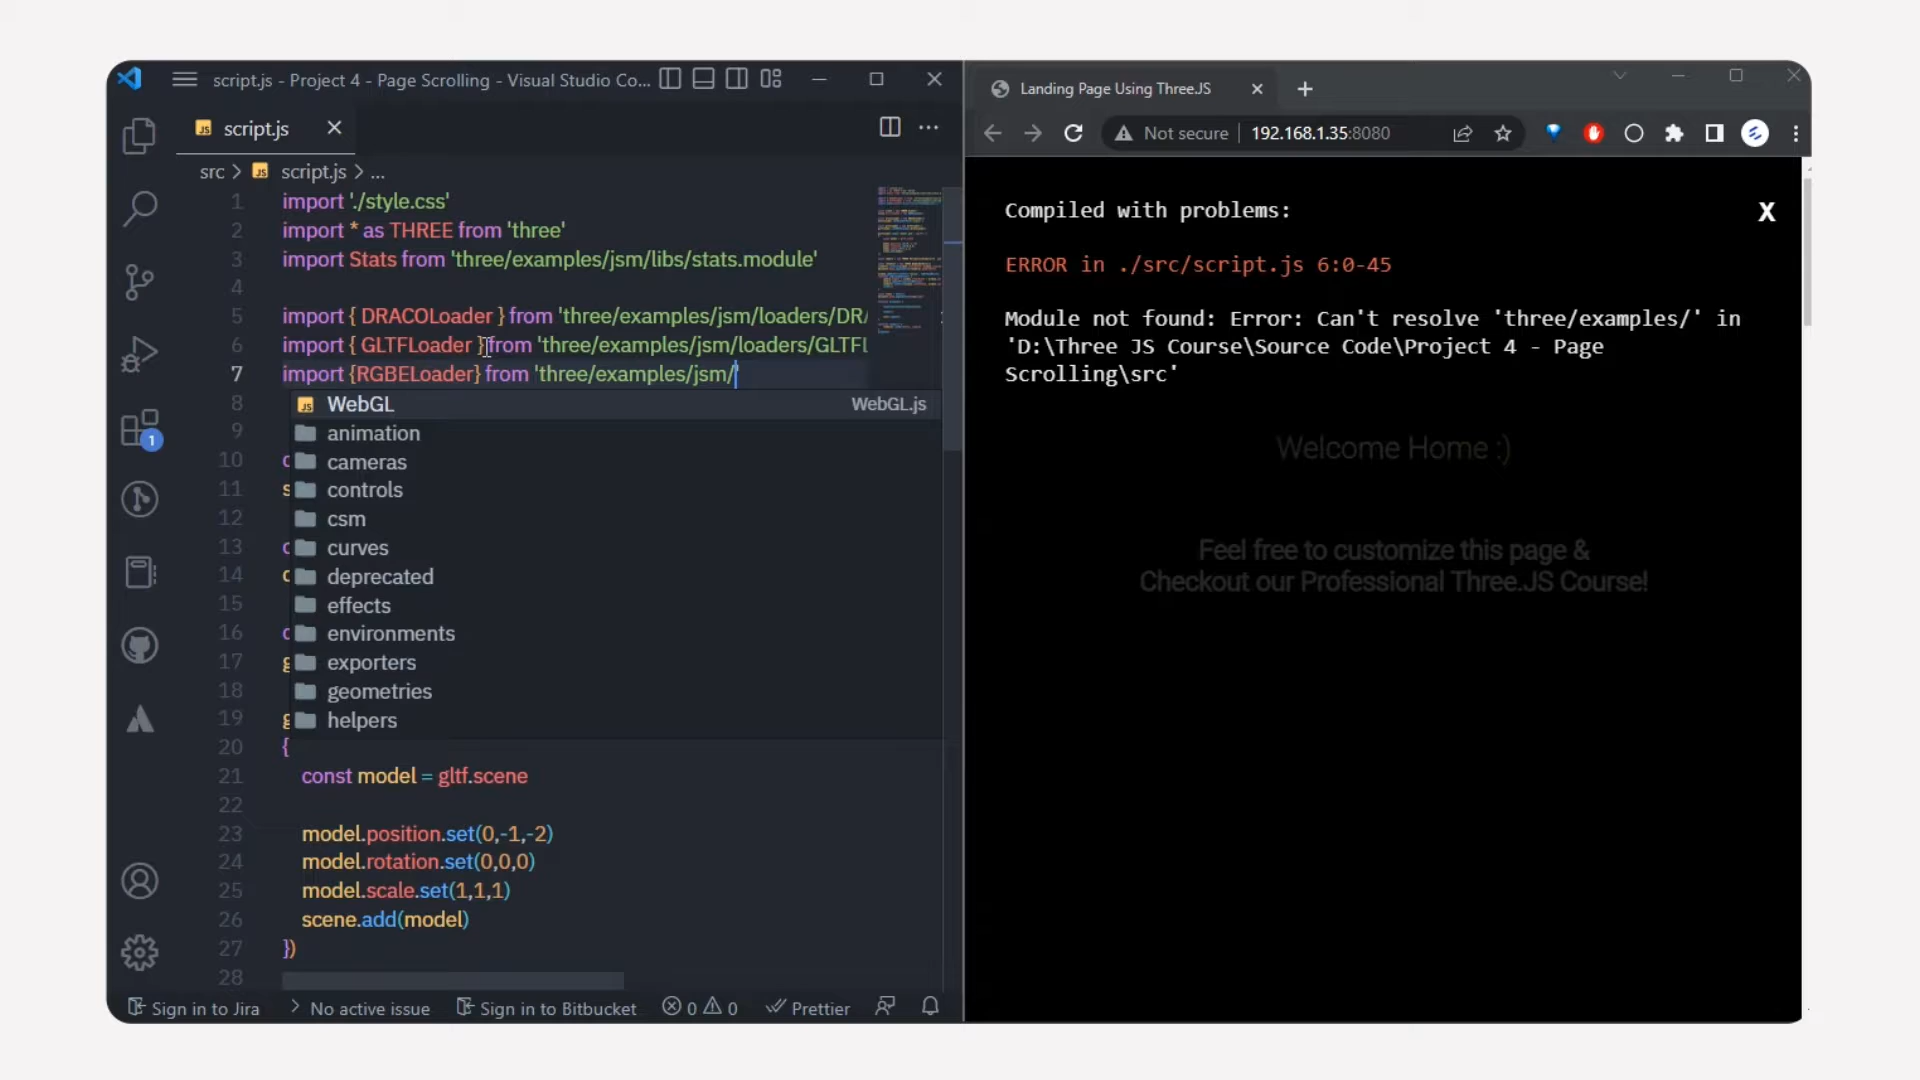 script.js - Project 4 - Page Scrolling - Visual Studio Co...
script.js
src > script.js > ...
1 import './style.css'
2 import * as THREE from 'three'
3 import Stats from 'three/examples/jsm/libs/stats.module'
4
5 import { DRACOLoader } from 'three/examples/jsm/loaders/DRA
6 import { GLTFLoader } from 'three/examples/jsm/loaders/GLTFL
7 import {RGBELoader} from 'three/examples/jsm/'
8 WebGL WebGL.js
9 animation
10 c cameras
11 s controls
12 csm
13 c curves
14 c deprecated
15 effects
16 c environments
17 g exporters
18 geometries
19 g helpers
20 {
21 const model = gltf.scene
22
23 model.position.set(0,-1,-2)
24 model.rotation.set(0,0,0)
25 model.scale.set(1,1,1)
26 scene.add(model)
27 })
28
1
Sign in to Jira > No active issue Sign in to Bitbucket 0 0 Prettier
Landing Page Using Three.JS
Not secure 192.168.1.35:8080
Compiled with problems: X
ERROR in ./src/script.js 6:0-45
Module not found: Error: Can't resolve 'three/examples/' in
'D:\Three JS Course\Source Code\Project 4 - Page
Scrolling\src'
Welcome Home :)
Feel free to customize this page &
Checkout our Professional Three.JS Course!